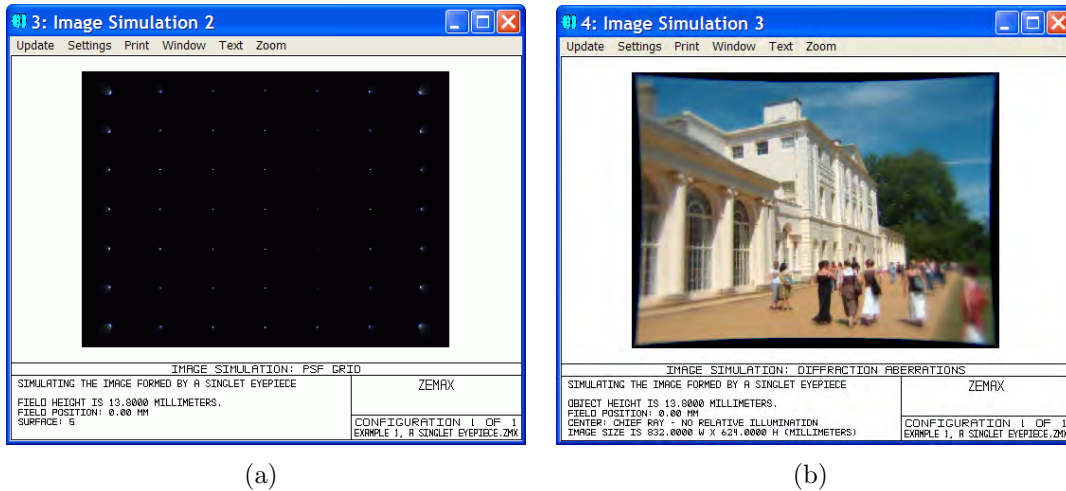 3: Image Simulation 2
Update Settings Print Window Text Zoom
IMAGE SIMULATION: PSF GRID
SIMULATING THE IMAGE FORMED BY A SINGLET EYEPIECE
FIELD HEIGHT IS 13.8000 MILLIMETERS.
FIELD POSITION: 0.00 MM
SURFACE: 5
ZEMAX
CONFIGURATION 1 OF 1
EXAMPLE 1, A SINGLET EYEPIECE.ZMX
(a)
4: Image Simulation 3
Update Settings Print Window Text Zoom
IMAGE SIMULATION: DIFFRACTION ABERRATIONS
SIMULATING THE IMAGE FORMED BY A SINGLET EYEPIECE
OBJECT HEIGHT IS 13.8000 MILLIMETERS.
FIELD POSITION: 0.00 MM
CENTER: CHIEF RAY - NO RELATIVE ILLUMINATION
IMAGE SIZE IS 832.0000 W X 624.0000 H (MILLIMETERS)
ZEMAX
CONFIGURATION 1 OF 1
EXAMPLE 1, A SINGLET EYEPIECE.ZMX
(b)